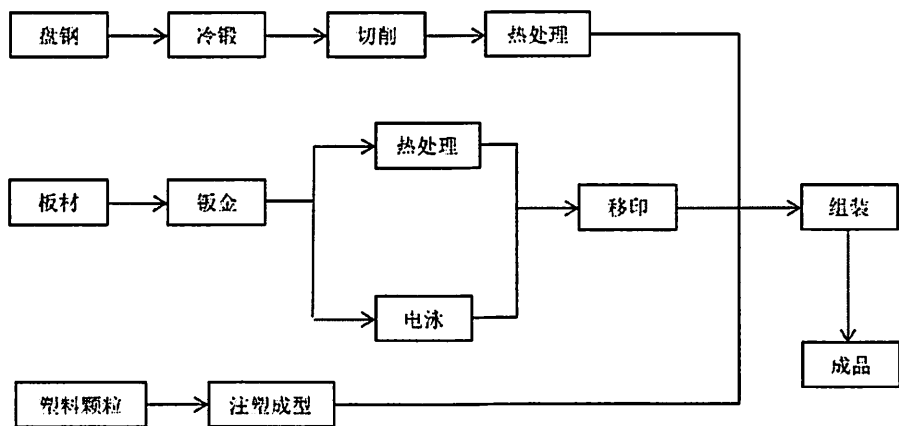 盘钢
冷锻
切削
热处理
热处理
板材
钣金
移印
组装
电泳
成品
塑料颗粒
注塑成型